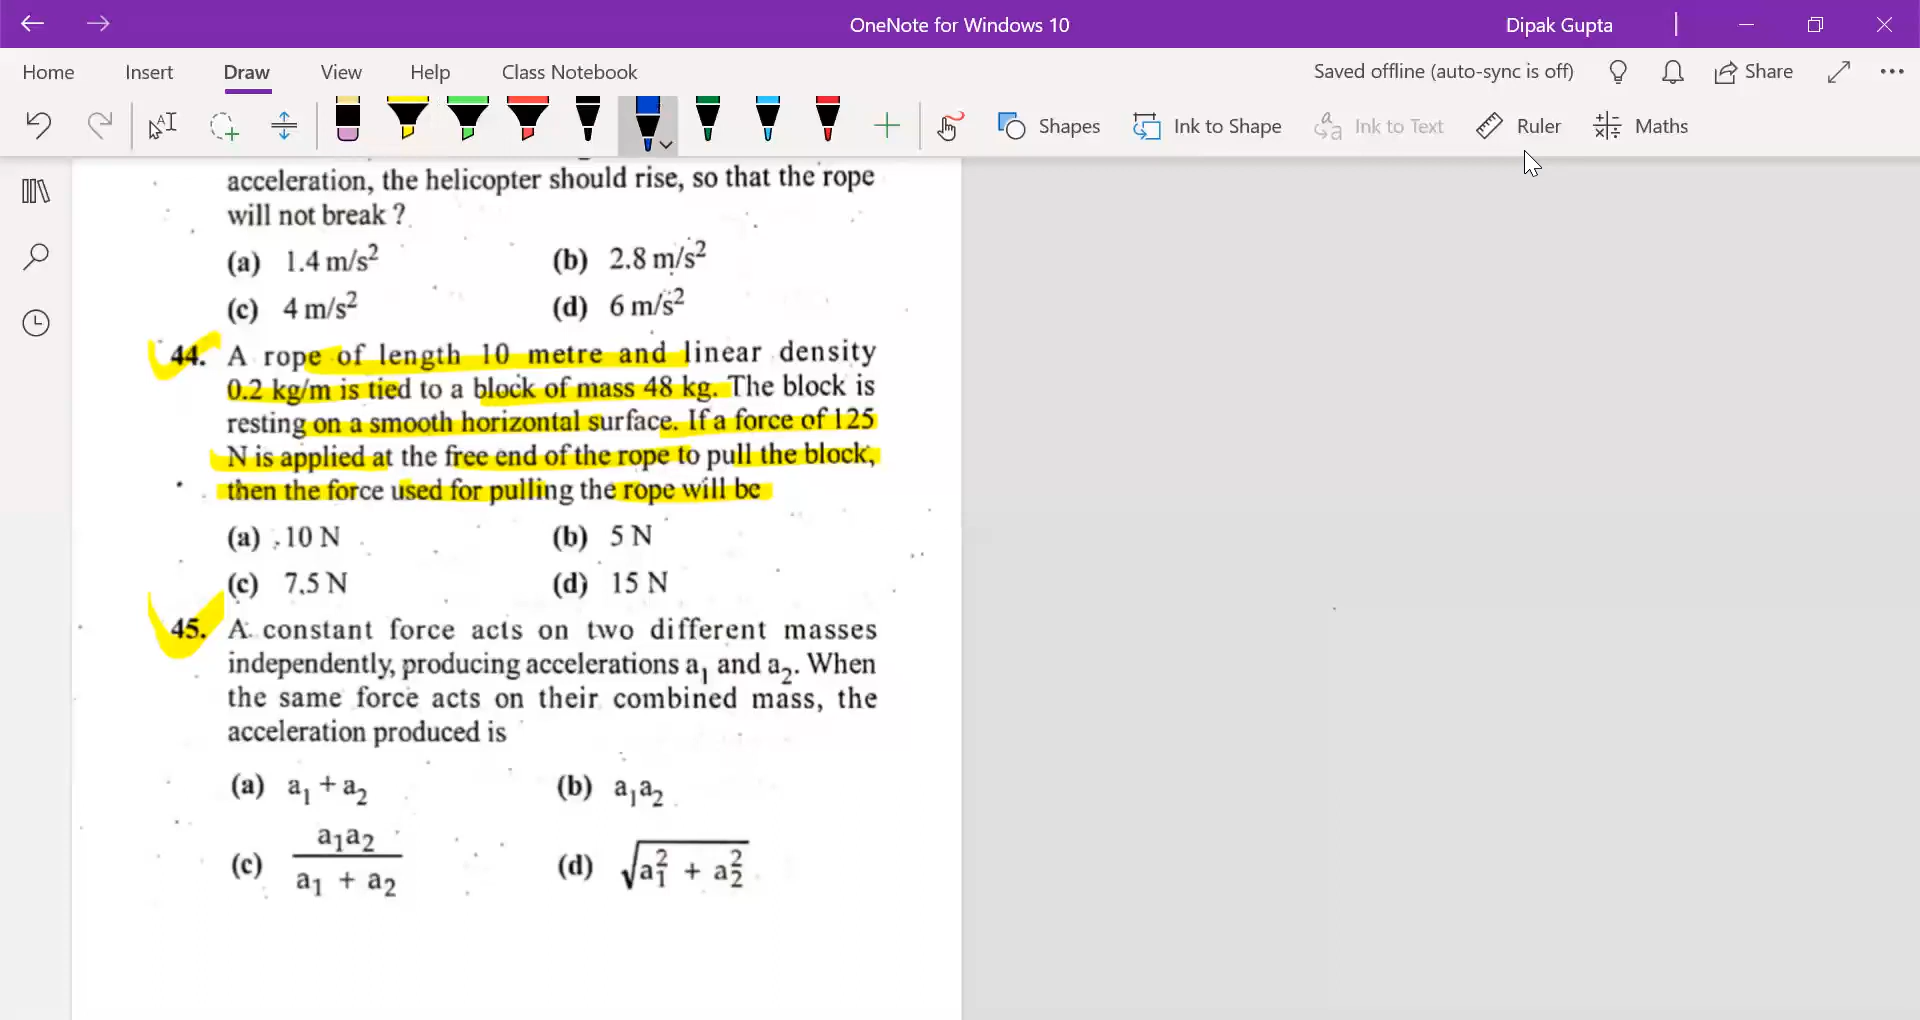 OneNote for Windows 10
Dipak Gupta
Home Insert Draw View Help Class Notebook
Saved offline (auto-sync is off) Share
Shapes Ink to Shape Ink to Text Ruler Maths
acceleration, the helicopter should rise, so that the rope
will not break ?
(a) 1.4 m/s² (b) 2.8 m/s²
(c) 4 m/s² (d) 6 m/s²
44. A rope of length 10 metre and linear density
0.2 kg/m is tied to a block of mass 48 kg. The block is
resting on a smooth horizontal surface. If a force of 125
N is applied at the free end of the rope to pull the block,
then the force used for pulling the rope will be
(a) 10 N (b) 5 N
(c) 7.5 N (d) 15 N
45. A constant force acts on two different masses
independently, producing accelerations a₁ and a₂. When
the same force acts on their combined mass, the
acceleration produced is
(a) a₁ + a₂ (b) a₁a₂
(c) a₁a₂ / a₁ + a₂ (d) √a₁² + a₂²